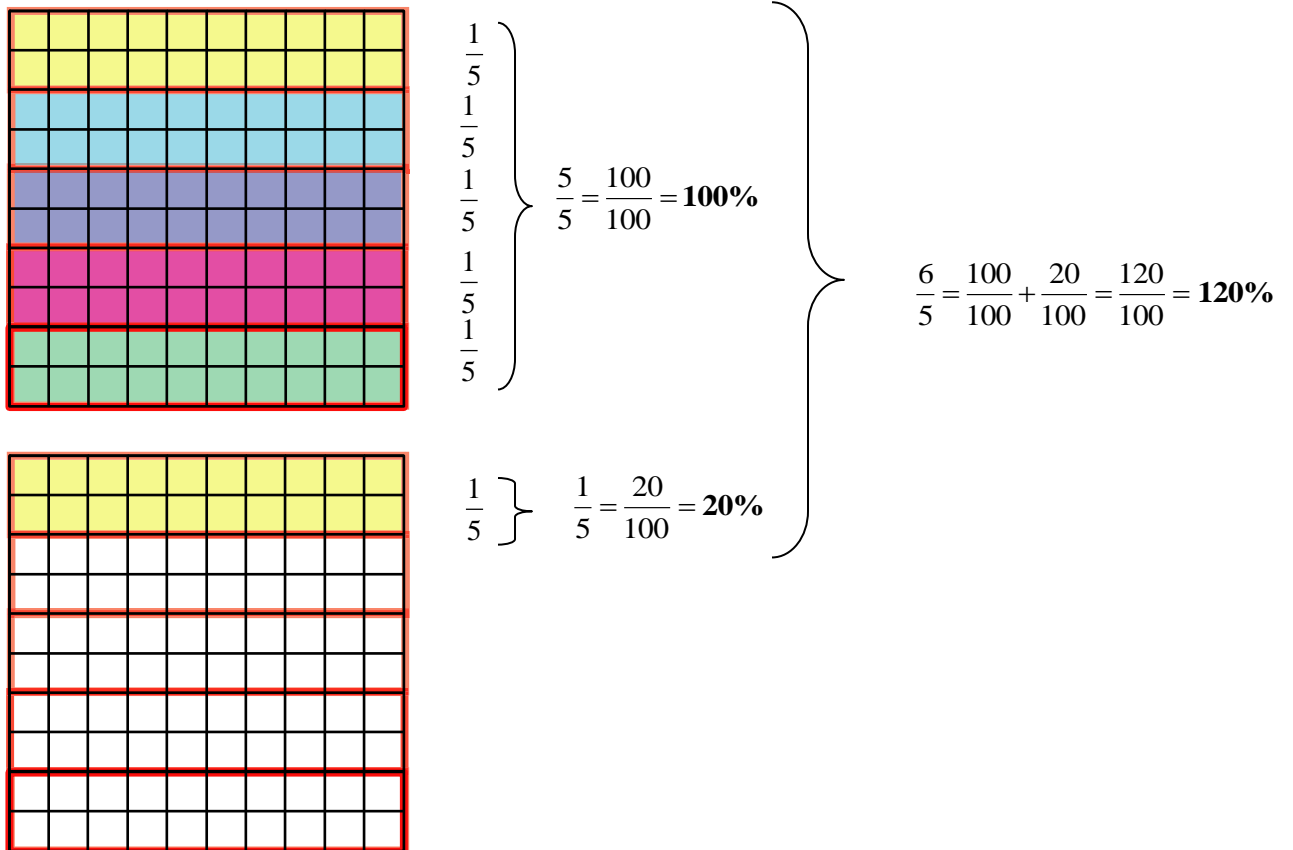 1/5
1/5
1/5
1/5
1/5
5/5 = 100/100 = 100%
1/5
1/5 = 20/100 = 20%
6/5 = 100/100 + 20/100 = 120/100 = 120%